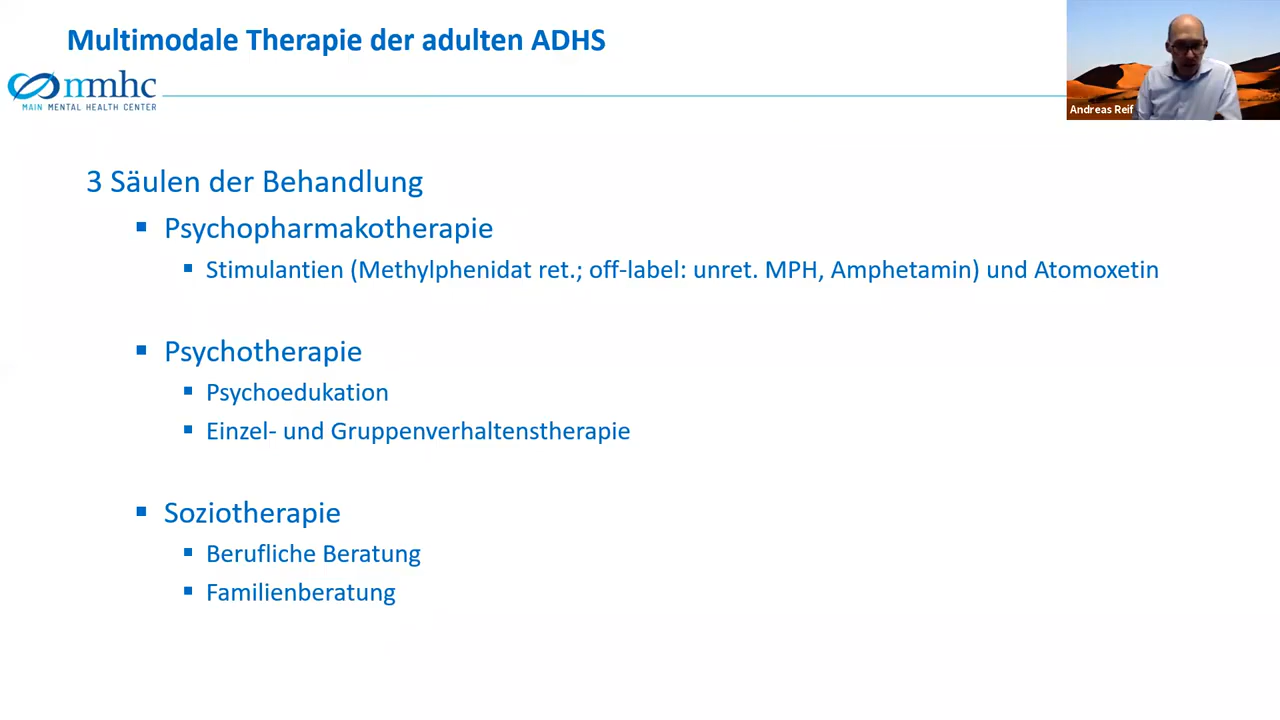 Multimodale Therapie der adulten ADHS
mmhc
MAIN MENTAL HEALTH CENTER
Andreas Reif
3 Säulen der Behandlung
Psychopharmakotherapie
Stimulantien (Methylphenidat ret.; off-label: unret. MPH, Amphetamin) und Atomoxetin
Psychotherapie
Psychoedukation
Einzel- und Gruppenverhaltenstherapie
Soziotherapie
Berufliche Beratung
Familienberatung